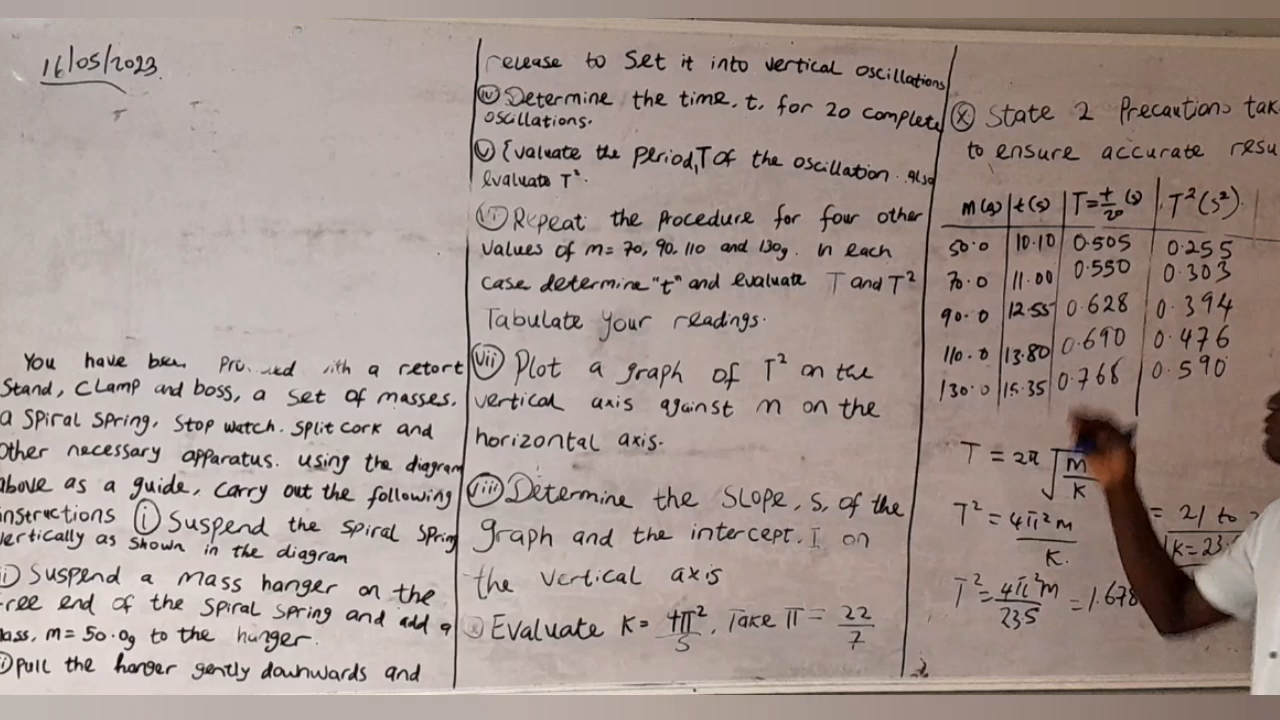 16/05/2023
You have been with a retort
Stand, Clamp and boss, a set of masses,
a spiral spring, stop watch, split cork and
Other necessary apparatus. Using the diagram
above as a guide, carry out the following
instructions (i) Suspend the spiral spring
vertically as shown in the diagram
i) Suspend a mass hanger on the
free end of the spiral spring and add a
mass, m = 50.0g to the hanger.
i) Pull the hanger gently downwards and
release to set it into vertical oscillations
(iv) Determine the time, t, for 20 complete
oscillations.
(v) Evaluate the period, T of the oscillation. Also
evaluate T².
(vi) Repeat the procedure for four other
values of m = 70, 90, 110 and 130g. In each
case determine "t" and evaluate T and T²
Tabulate your readings.
(vii) Plot a graph of T² on the
vertical axis against m on the
horizontal axis.
(viii) Determine the slope, s, of the
graph and the intercept, I on
the vertical axis
Evaluate K = 4π²/s, Take π = 22/7
(x) State 2 Precautions tak
to ensure accurate resu
m(g) t(s) T = t/20 (s) T²(s²)
50.0 10.10 0.505 0.255
70.0 11.00 0.550 0.303
90.0 12.55 0.628 0.394
110.0 13.80 0.690 0.476
130.0 15.35 0.768 0.590
T = 2π√m/K
T² = 4π²m/K.
T² = 4π²m/235 = 1.678
= 21 to
K = 23.